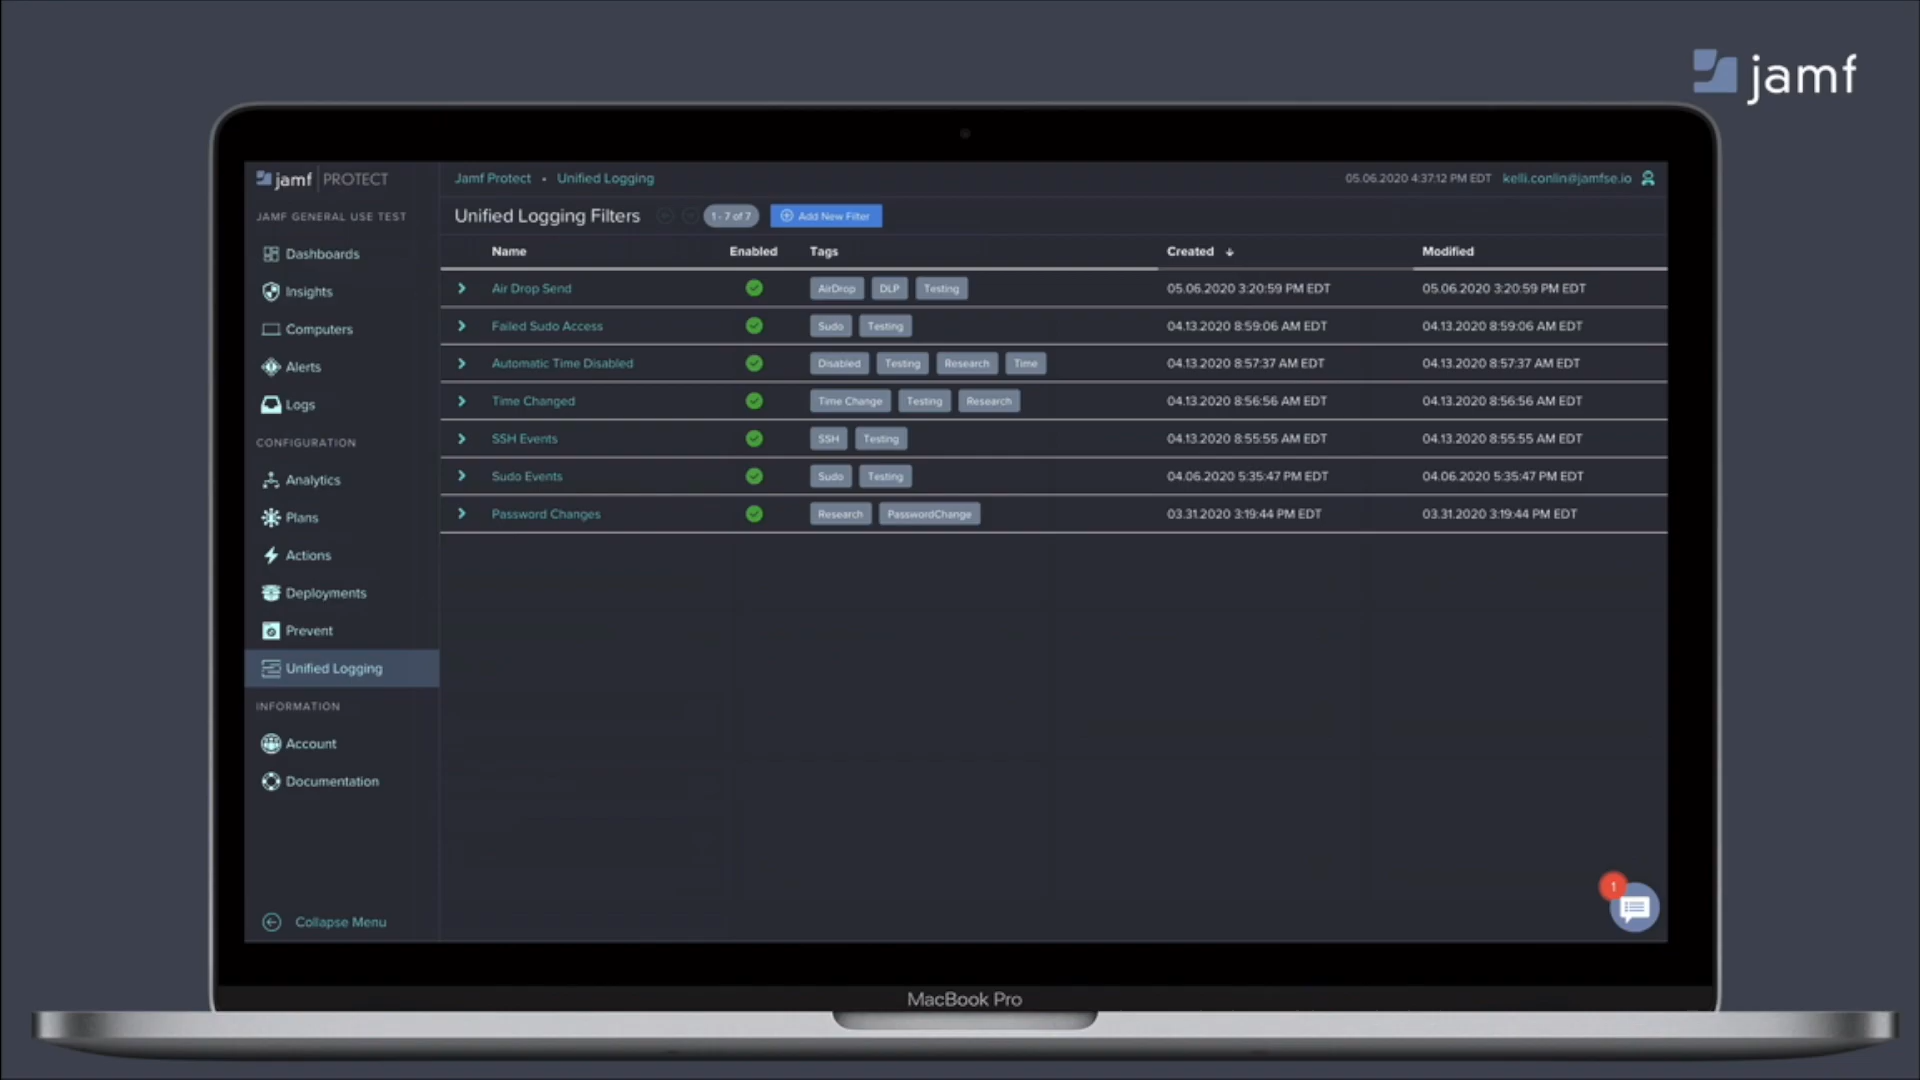 jamf
jamf | PROTECT
Jamf Protect • Unified Logging
05.06.2020 4:37:12 PM EDT kelli.conlin@jamfse.io
JAMF GENERAL USE TEST
Unified Logging Filters 1 - 7 of 7 Add New Filter
Dashboards
Insights
Computers
Alerts
Logs
CONFIGURATION
Analytics
Plans
Actions
Deployments
Prevent
Unified Logging
INFORMATION
Account
Documentation
Collapse Menu
Name Enabled Tags Created Modified
Air Drop Send AirDrop DLP Testing 05.06.2020 3:20:59 PM EDT 05.06.2020 3:20:59 PM EDT
Failed Sudo Access Sudo Testing 04.13.2020 8:59:06 AM EDT 04.13.2020 8:59:06 AM EDT
Automatic Time Disabled Disabled Testing Research Time 04.13.2020 8:57:37 AM EDT 04.13.2020 8:57:37 AM EDT
Time Changed Time Change Testing Research 04.13.2020 8:56:56 AM EDT 04.13.2020 8:56:56 AM EDT
SSH Events SSH Testing 04.13.2020 8:55:55 AM EDT 04.13.2020 8:55:55 AM EDT
Sudo Events Sudo Testing 04.06.2020 5:35:47 PM EDT 04.06.2020 5:35:47 PM EDT
Password Changes Research PasswordChange 03.31.2020 3:19:44 PM EDT 03.31.2020 3:19:44 PM EDT
1
MacBook Pro